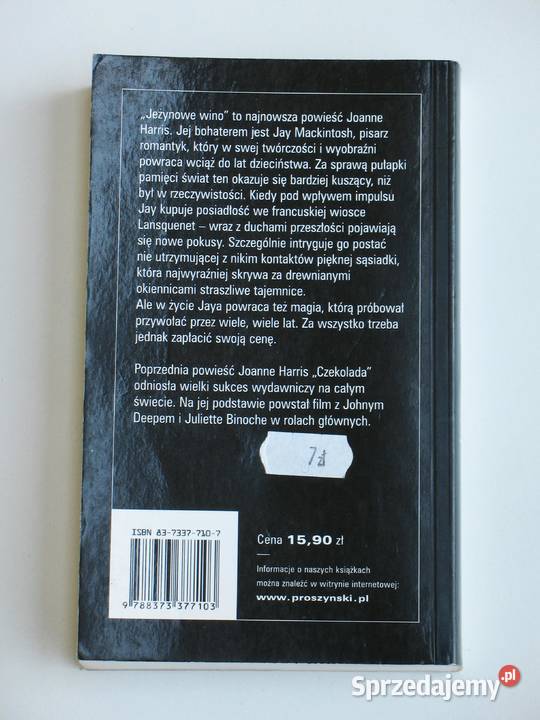 „Jeżynowe wino” to najnowsza powieść Joanne
Harris. Jej bohaterem jest Jay Mackintosh, pisarz
romantyk, który w swej twórczości i wyobraźni
powraca wciąż do lat dzieciństwa. Za sprawą pułapki
pamięci świat ten okazuje się bardziej kuszący, niż
był w rzeczywistości. Kiedy pod wpływem impulsu
Jay kupuje posiadłość we francuskiej wiosce
Lansquenet – wraz z duchami przeszłości pojawiają
się nowe pokusy. Szczególnie intryguje go postać
nie utrzymującej z nikim kontaktów pięknej sąsiadki,
która najwyraźniej skrywa za drewnianymi
okiennicami straszliwe tajemnice.
Ale w życie Jaya powraca też magia, którą próbował
przywołać przez wiele, wiele lat. Za wszystko trzeba
jednak zapłacić swoją cenę.
Poprzednia powieść Joanne Harris „Czekolada”
odniosła wielki sukces wydawniczy na całym
świecie. Na jej podstawie powstał film z Johnym
Deepem i Juliette Binoche w rolach głównych.
7zł
ISBN 83-7337-710-7
9 788373 377103
Cena 15,90 zł
Informacje o naszych książkach
można znaleźć w witrynie internetowej:
www.proszynski.pl
Sprzedajemy.pl